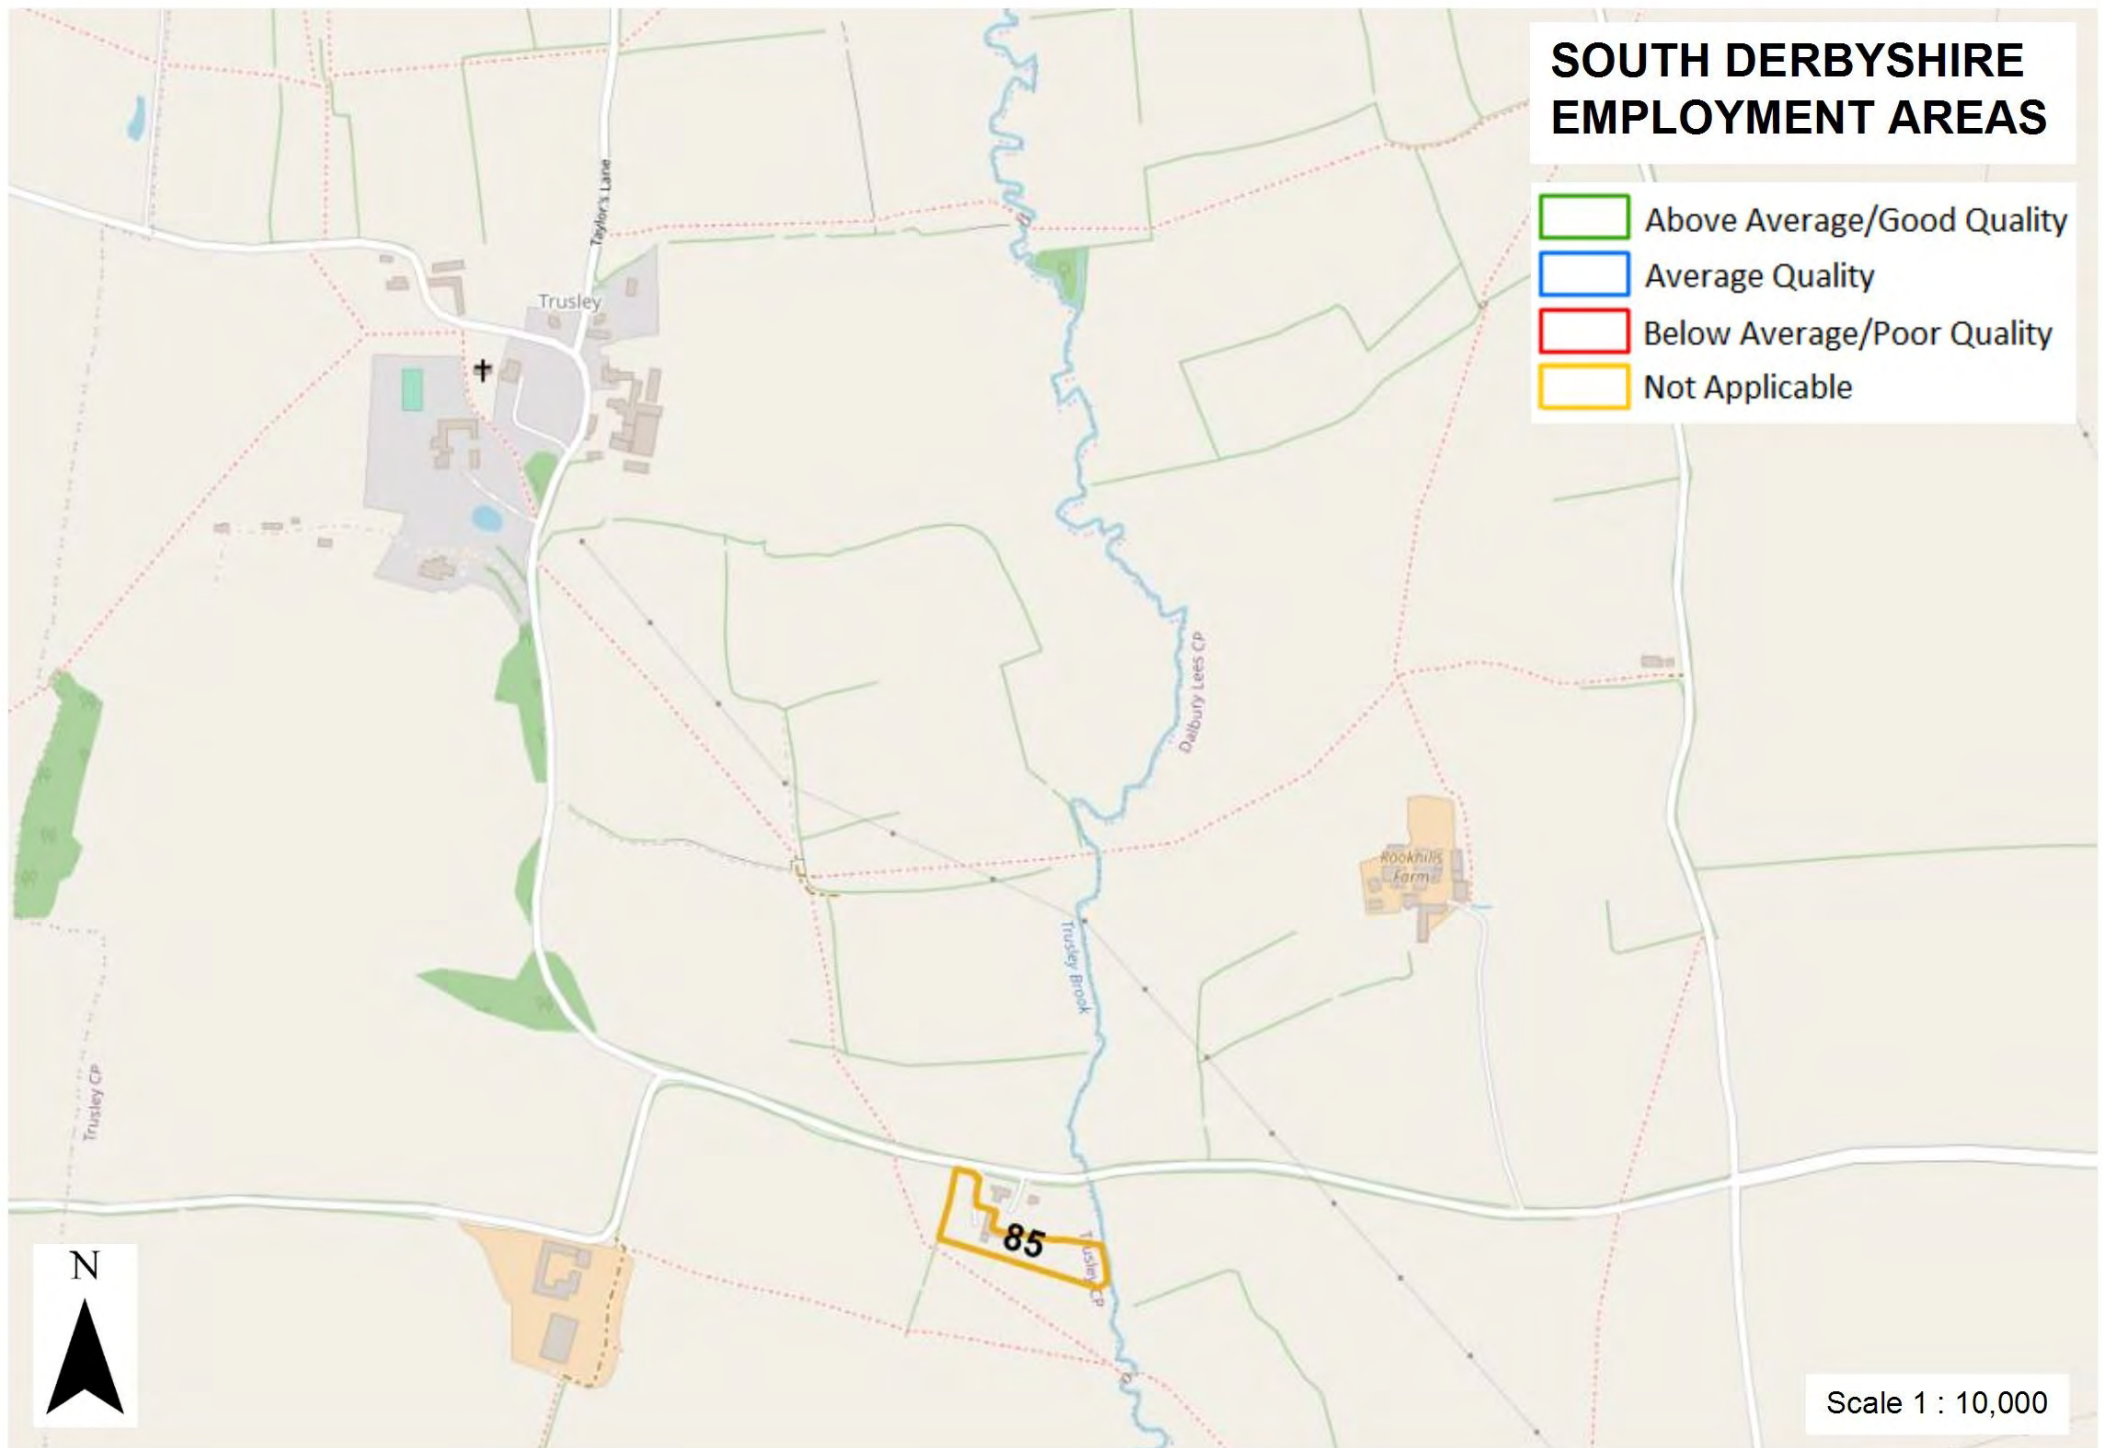 SOUTH DERBYSHIRE
EMPLOYMENT AREAS
Above Average/Good Quality
Average Quality
Below Average/Poor Quality
Not Applicable
Taylor's Lane
Trusley
Dalbury Lees CP
Rookhills
Farm
Trusley Brook
Trusley CP
85
Trusley CP
N
Scale 1 : 10,000